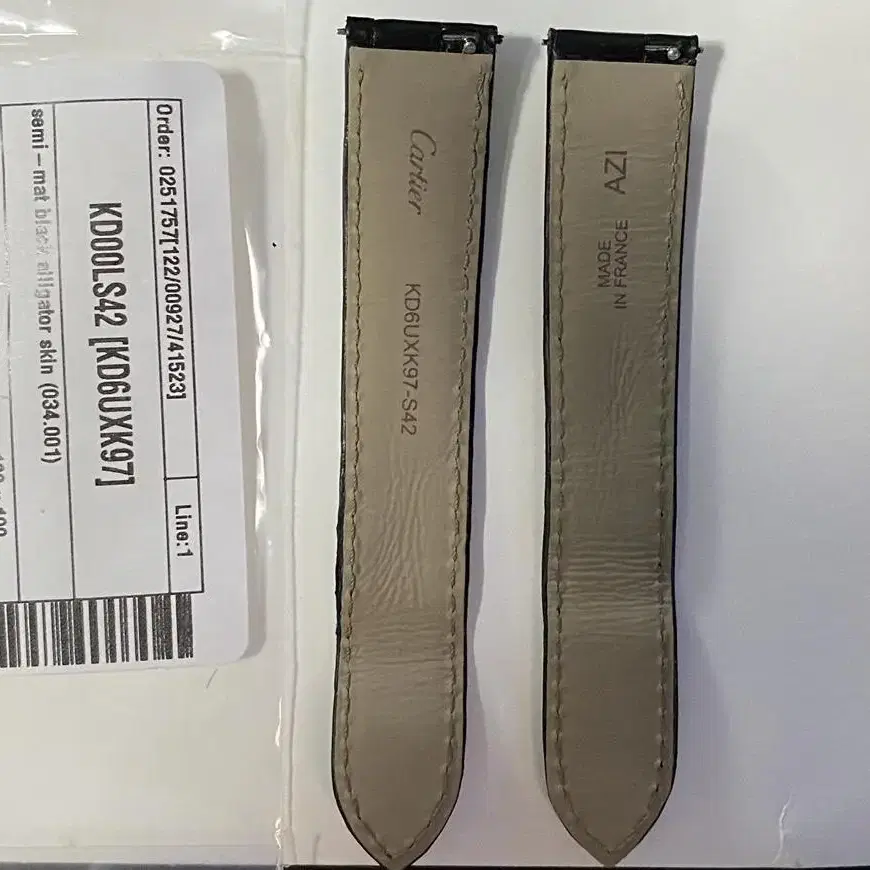 Order: 0251757[122/00927/41523]
Line:1
KD00LS42 [KD6UXK97]
semi-mat black alligator skin (034.001)
Cartier
KD6UXK97-S42
AZI
MADE
IN FRANCE